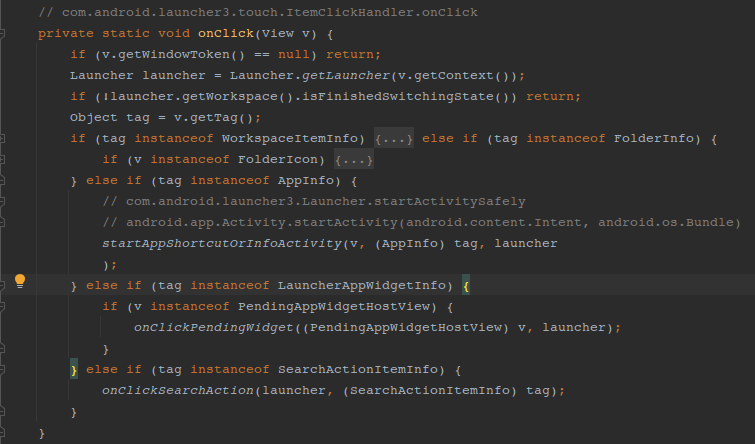 // com.android.launcher3.touch.ItemClickHandler.onClick
private static void onClick(View v) {
if (v.getWindowToken() == null) return;
Launcher launcher = Launcher.getLauncher(v.getContext());
if (!launcher.getWorkspace().isFinishedSwitchingState()) return;
Object tag = v.getTag();
if (tag instanceof WorkspaceItemInfo) {...} else if (tag instanceof FolderInfo) {
if (v instanceof FolderIcon) {...}
} else if (tag instanceof AppInfo) {
// com.android.launcher3.Launcher.startActivitySafely
// android.app.Activity.startActivity(android.content.Intent, android.os.Bundle)
startAppShortcutOrInfoActivity(v, (AppInfo) tag, launcher
);
} else if (tag instanceof LauncherAppWidgetInfo) {
if (v instanceof PendingAppWidgetHostView) {
onClickPendingWidget((PendingAppWidgetHostView) v, launcher);
}
} else if (tag instanceof SearchActionItemInfo) {
onClickSearchAction(launcher, (SearchActionItemInfo) tag);
}
}